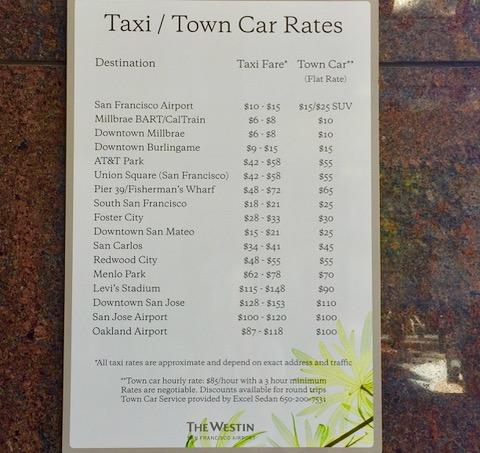 Taxi / Town Car Rates
Destination Taxi Fare* Town Car**
(Flat Rate)
San Francisco Airport $10 - $15 $15/$25 SUV
Millbrae BART/CalTrain $6 - $8 $10
Downtown Millbrae $6 - $8 $10
Downtown Burlingame $9 - $15 $15
AT&T Park $42 - $58 $55
Union Square (San Francisco) $42 - $58 $55
Pier 39/Fisherman's Wharf $48 - $72 $65
South San Francisco $18 - $21 $25
Foster City $28 - $33 $30
Downtown San Mateo $15 - $21 $25
San Carlos $34 - $41 $45
Redwood City $48 - $55 $55
Menlo Park $62 - $78 $70
Levi's Stadium $115 - $148 $90
Downtown San Jose $128 - $153 $110
San Jose Airport $100 - $120 $100
Oakland Airport $87 - $118 $100
*All taxi rates are approximate and depend on exact address and traffic
**Town car hourly rate: $85/hour with a 3 hour minimum
Rates are negotiable. Discounts available for round trips
Town Car Service provided by Excel Sedan 650-200-7531
THE WESTIN
SAN FRANCISCO AIRPORT